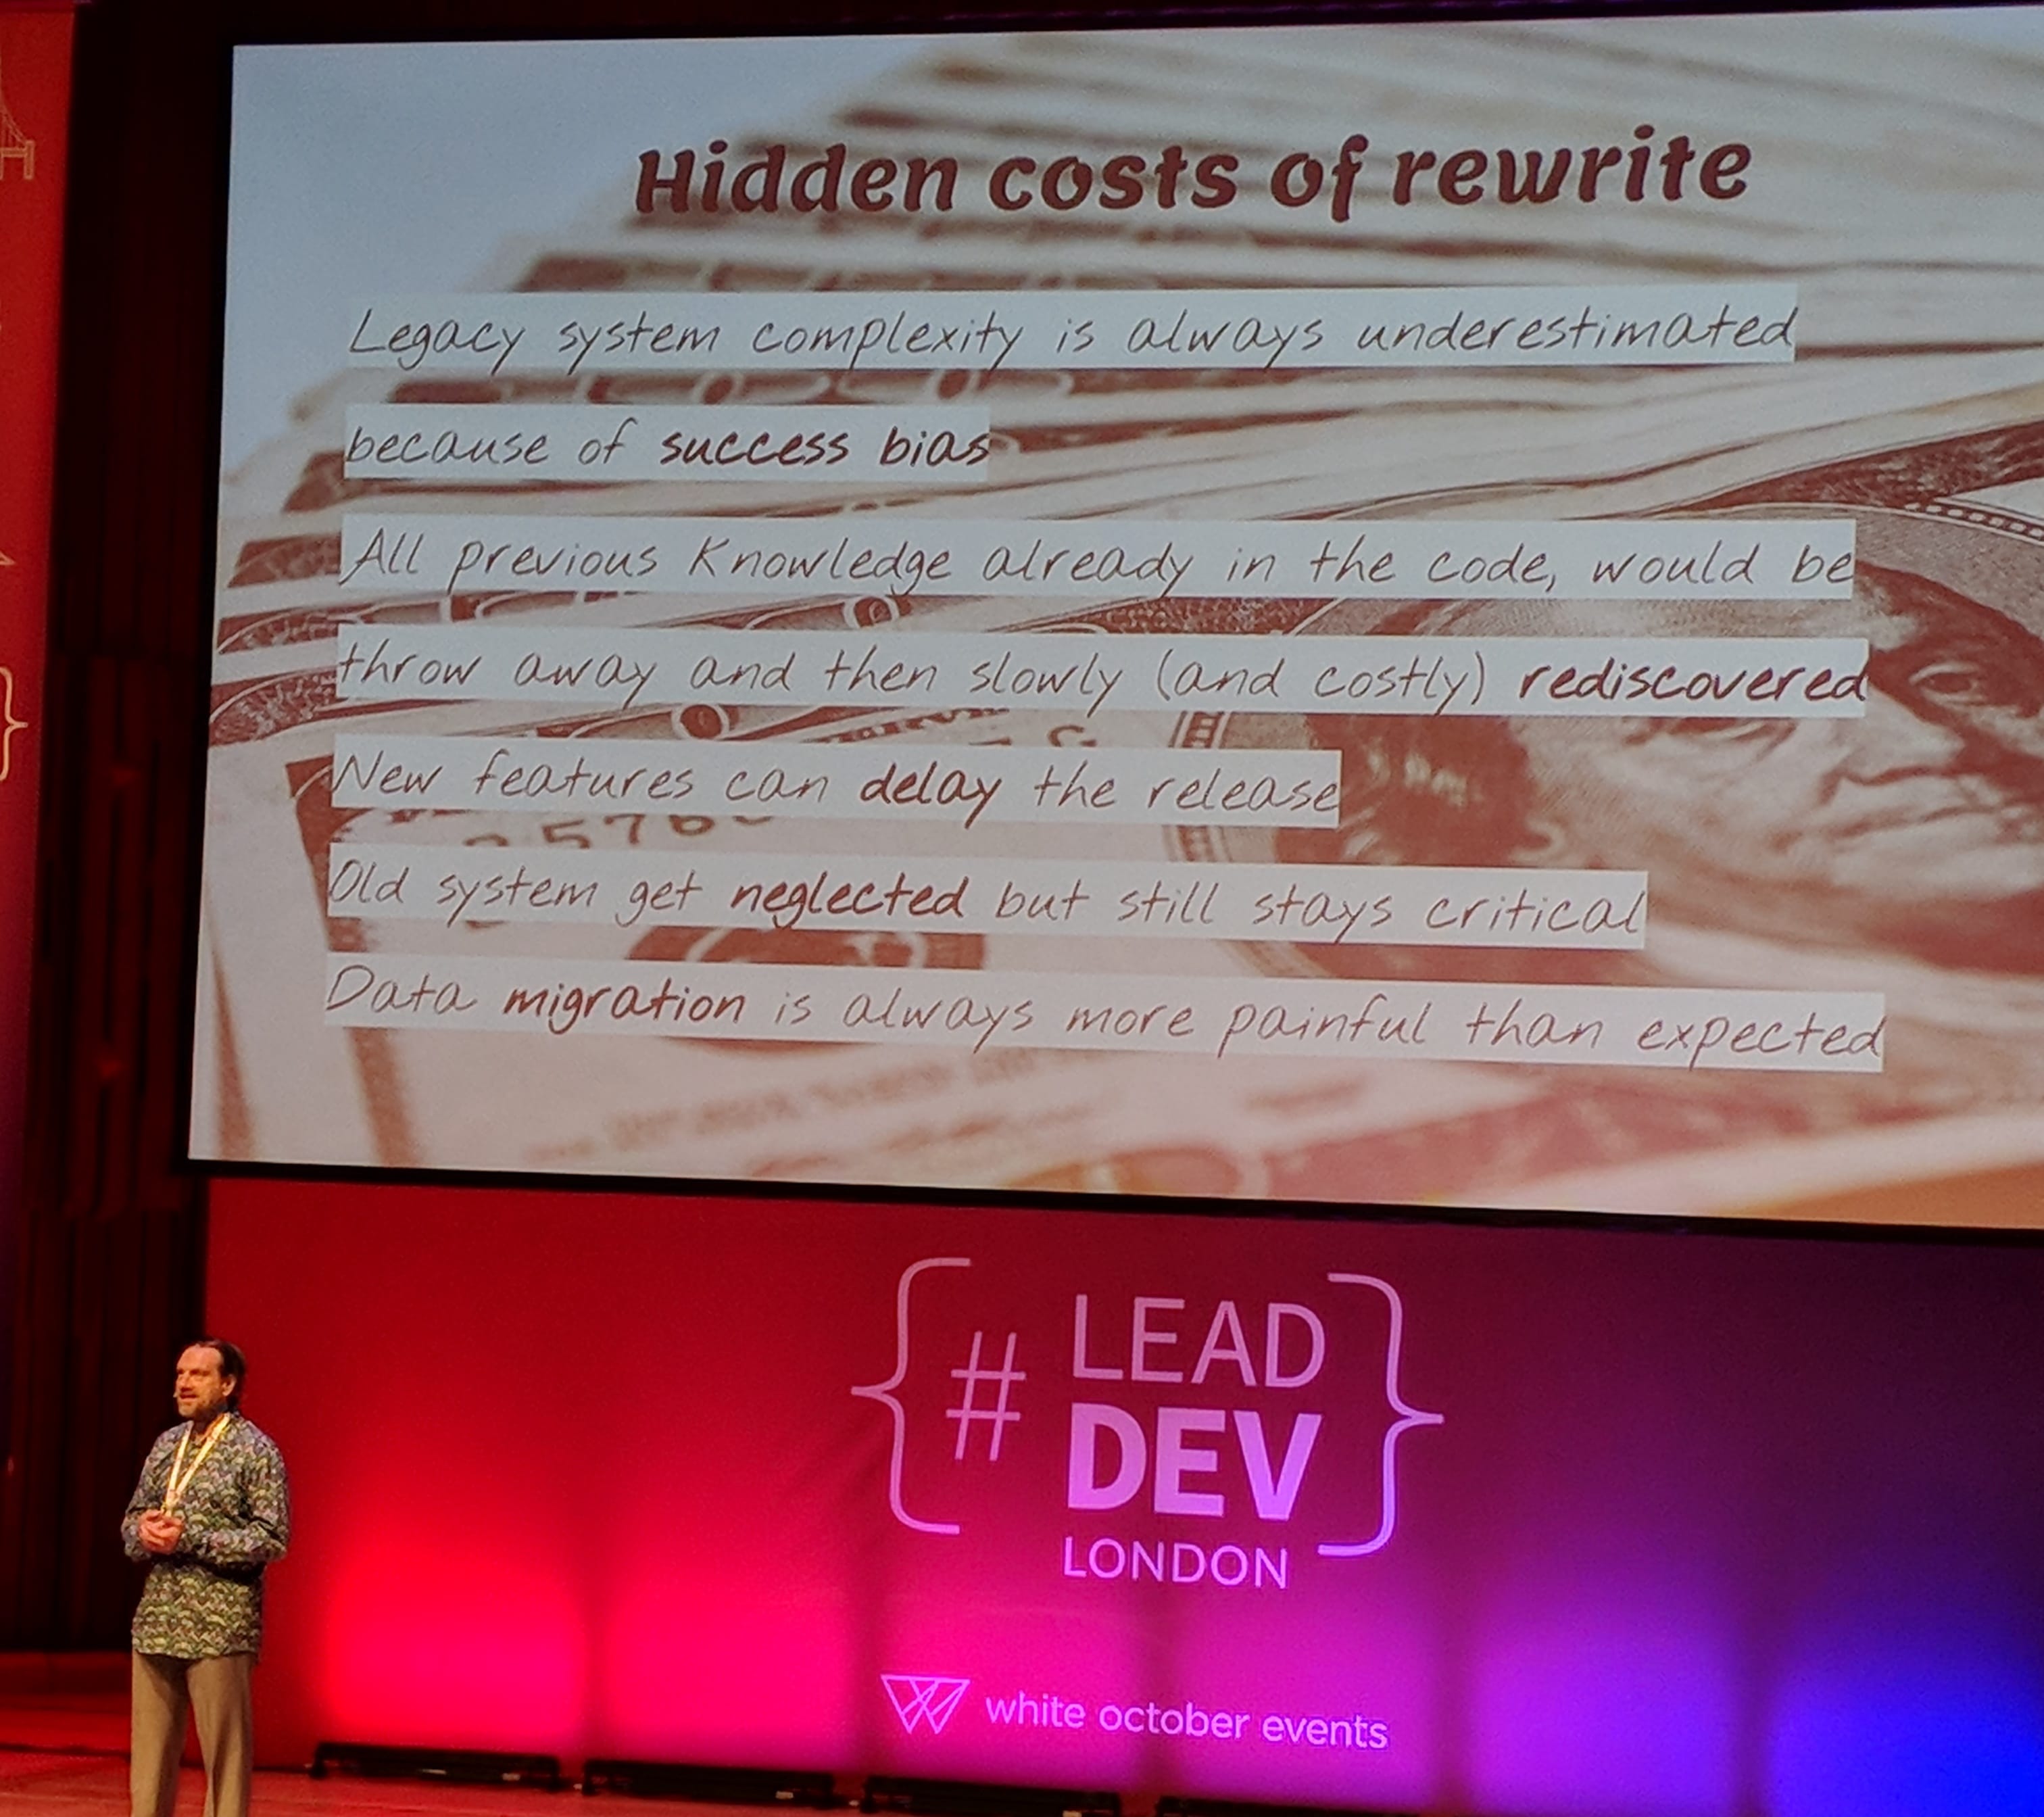 Hidden costs of rewrite
Legacy system complexity is always underestimated
because of success bias
All previous Knowledge already in the code, would be
throw away and then slowly (and costly) rediscovered
New features can delay the release
Old system get neglected but still stays critical
Data migration is always more painful than expected
{# LEAD
DEV}
LONDON
white october events